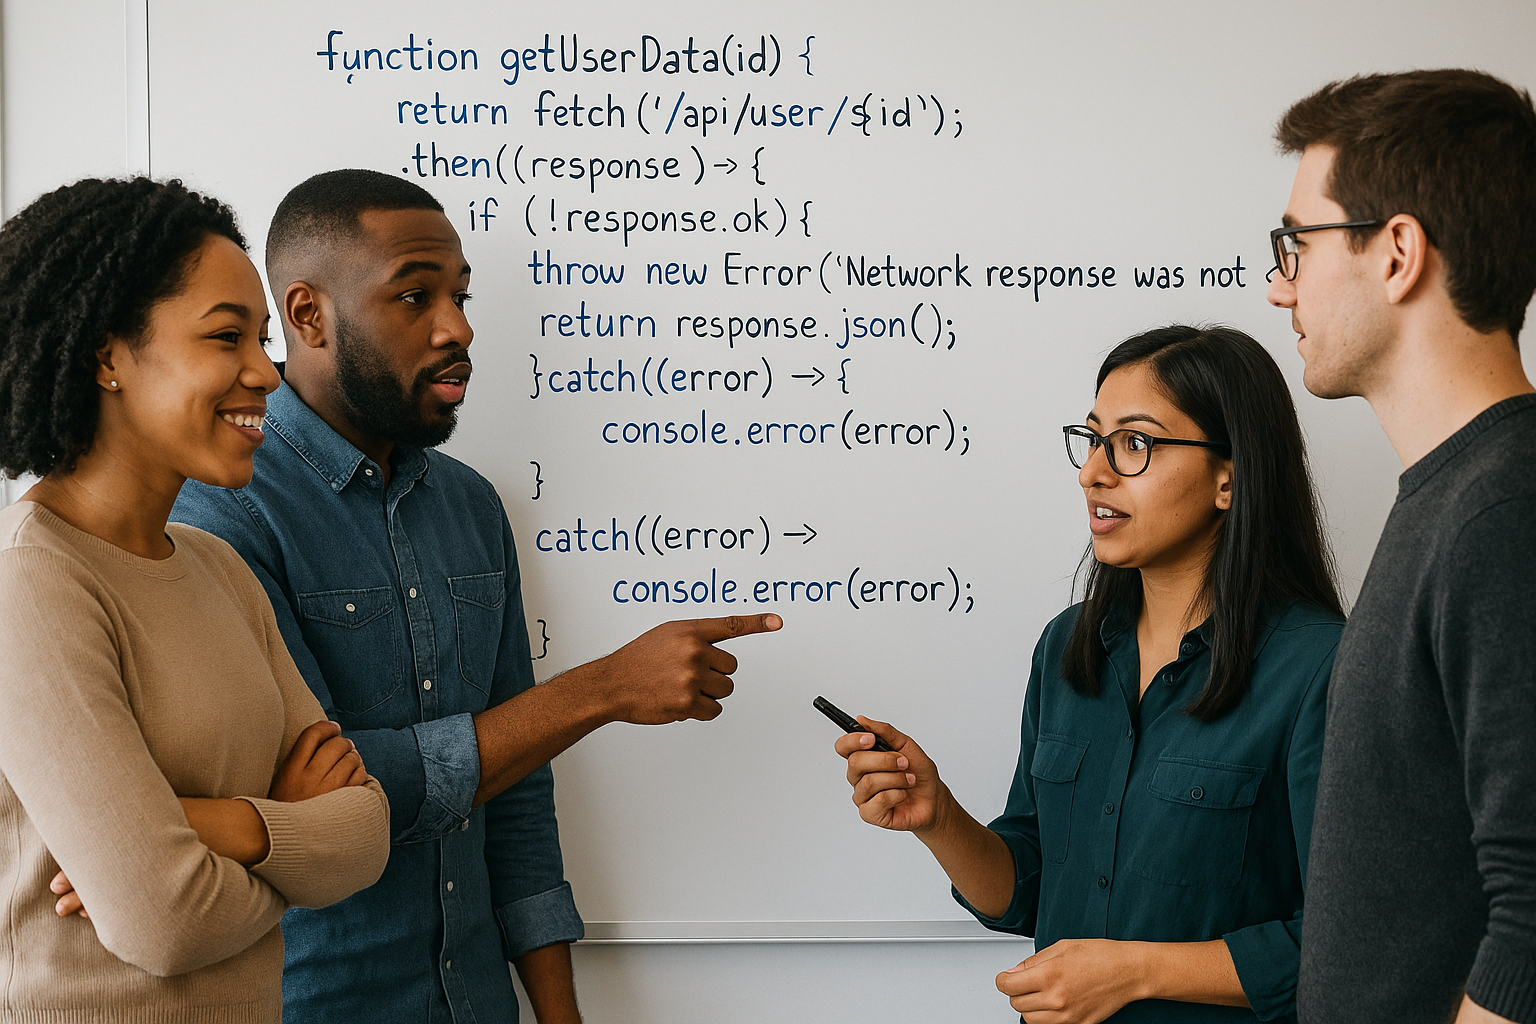 function getUserData(id) {
return fetch('/api/user/${id`);
.then((response) → {
if (!response.ok) {
throw new Error('Network response was not
return response.json();
}catch((error) → {
console.error(error);
}
catch((error) →
console.error(error);
}